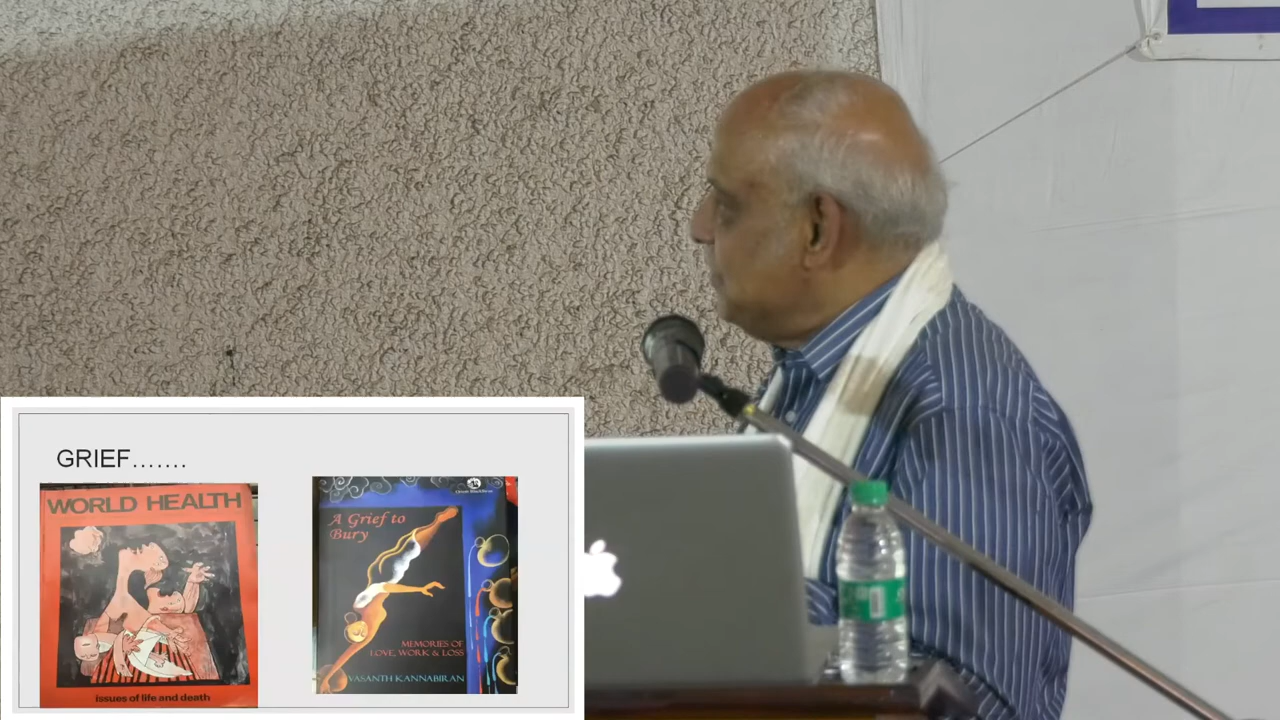 GRIEF.......
WORLD HEALTH
issues of life and death
A Grief to
Bury
MEMORIES OF
LOVE, WORK & LOSS
VASANTH KANNABIRAN